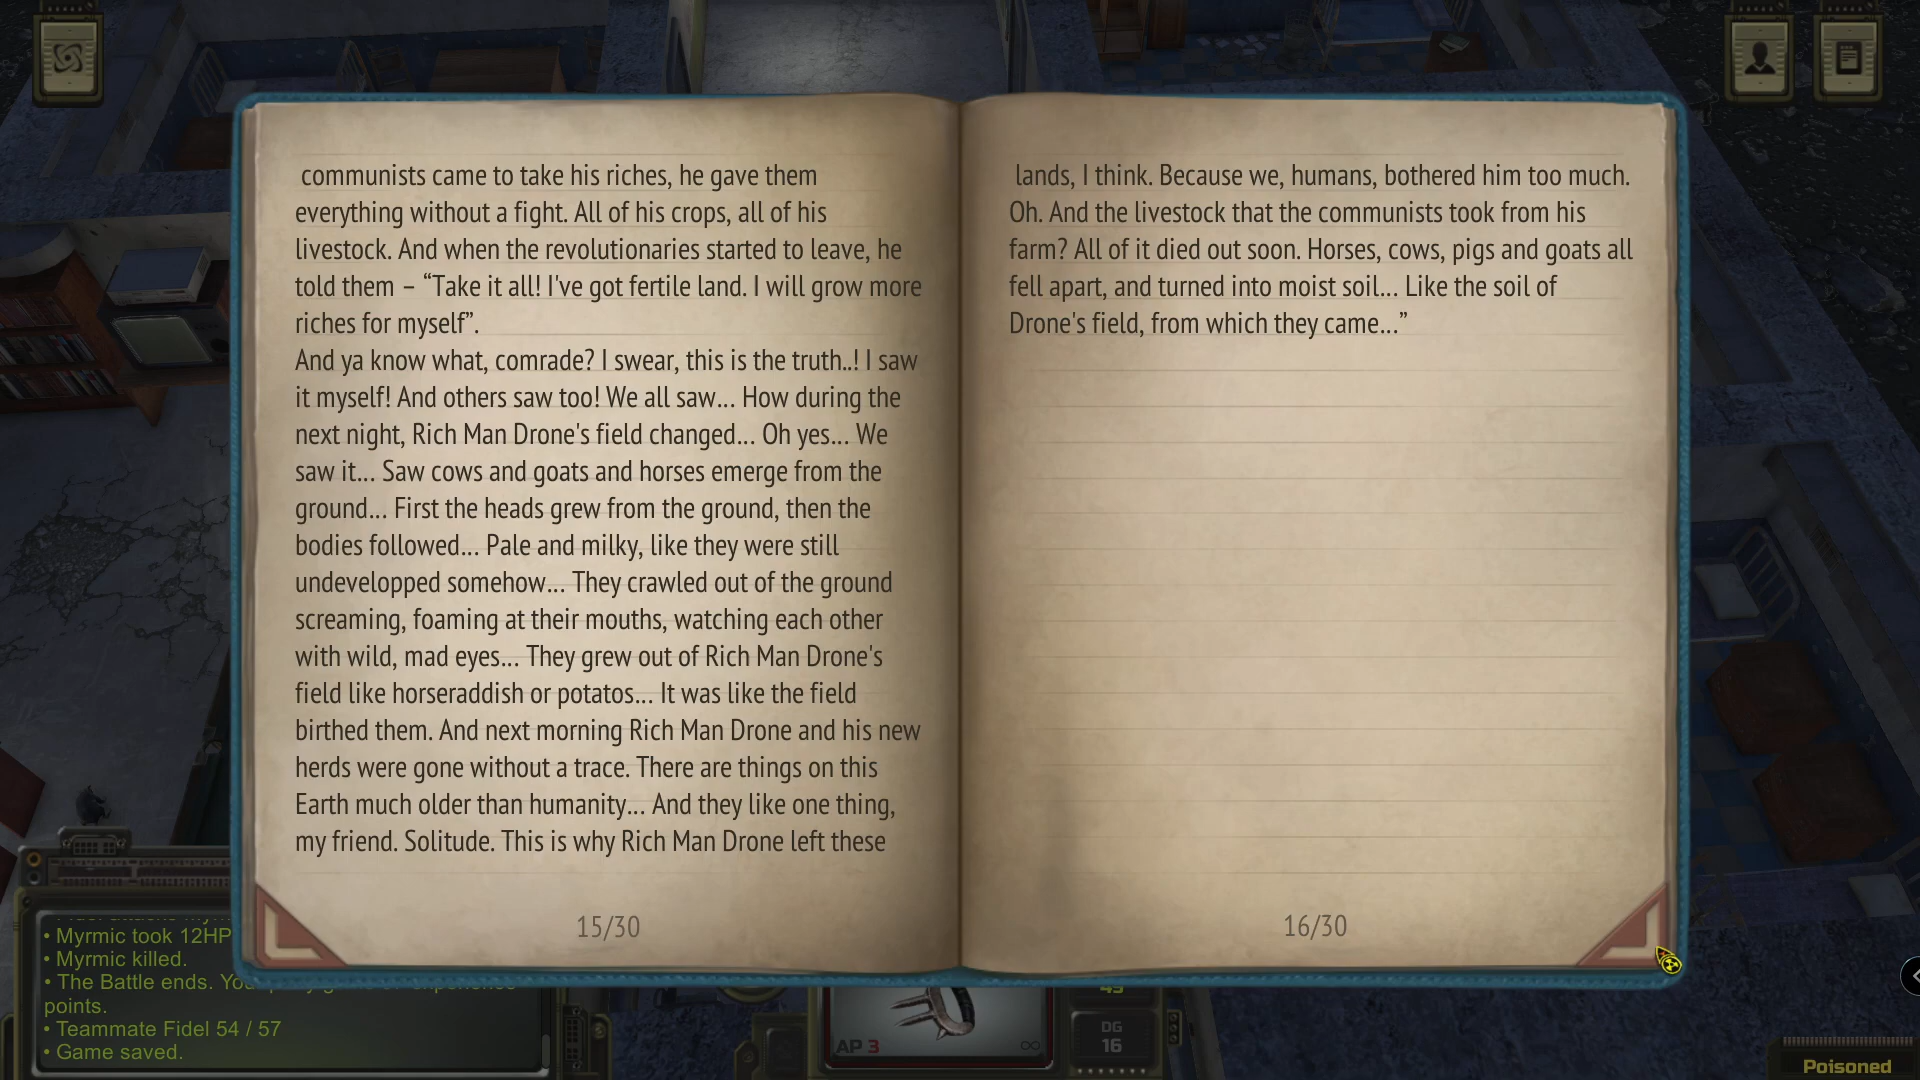 communists came to take his riches, he gave them
everything without a fight. All of his crops, all of his
livestock. And when the revolutionaries started to leave, he
told them – “Take it all! I've got fertile land. I will grow more
riches for myself”.
And ya know what, comrade? I swear, this is the truth..! I saw
it myself! And others saw too! We all saw... How during the
next night, Rich Man Drone's field changed... Oh yes... We
saw it... Saw cows and goats and horses emerge from the
ground... First the heads grew from the ground, then the
bodies followed... Pale and milky, like they were still
undevelopped somehow... They crawled out of the ground
screaming, foaming at their mouths, watching each other
with wild, mad eyes... They grew out of Rich Man Drone's
field like horseraddish or potatos... It was like the field
birthed them. And next morning Rich Man Drone and his new
herds were gone without a trace. There are things on this
Earth much older than humanity... And they like one thing,
my friend. Solitude. This is why Rich Man Drone left these
15/30
lands, I think. Because we, humans, bothered him too much.
Oh. And the livestock that the communists took from his
farm? All of it died out soon. Horses, cows, pigs and goats all
fell apart, and turned into moist soil... Like the soil of
Drone's field, from which they came...”
16/30
• Myrmic took 12HP
• Myrmic killed.
• The Battle ends.
points.
• Teammate Fidel 54 / 57
• Game saved.
AP 3
DG
16
Poisoned